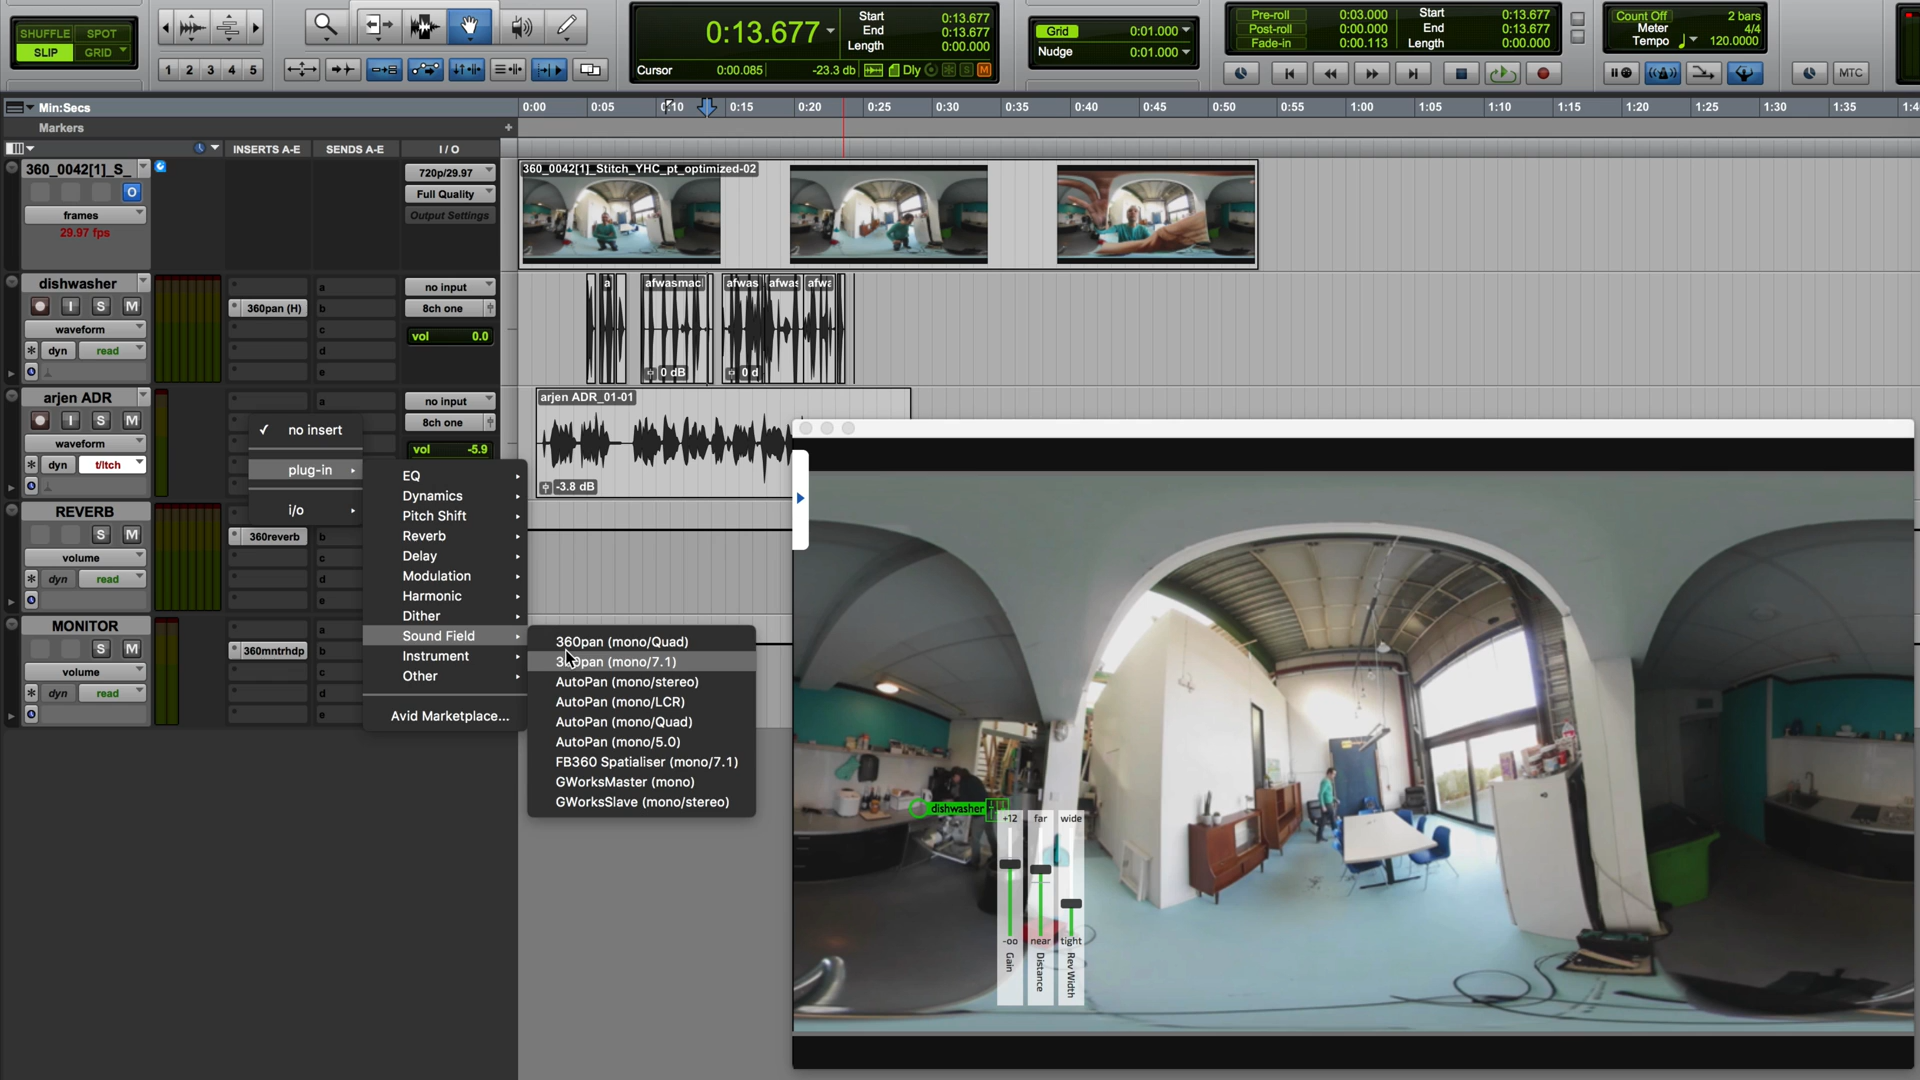 SHUFFLE SPOT
SLIP GRID
1 2 3 4 5
0:13.677
Start 0:13.677
End 0:13.677
Length 0:00.000
Cursor 0:00.085 -23.3 db Dly
Grid 0:01.000
Nudge 0:01.000
Pre-roll 0:03.000
Post-roll 0:00.000
Fade-in 0:00.113
Start 0:13.677
End 0:13.677
Length 0:00.000
Count Off 2 bars
Meter 4/4
Tempo 120.0000
MTC
Min:Secs
0:00 0:05 0:10 0:15 0:20 0:25 0:30 0:35 0:40 0:45 0:50 0:55 1:00 1:05 1:10 1:15 1:20 1:25 1:30 1:35 1:4
Markers
INSERTS A-E SENDS A-E I / O
360_0042[1]_S_
O
frames
29.97 fps
720p/29.97
Full Quality
Output Settings
360_0042[1]_Stitch_YHC_pt_optimized-02
dishwasher
I S M
waveform
dyn read
360pan (H)
a
b
c
d
e
no input
8ch one
vol 0.0
a
afwasmacl
afwas
afwas
afwa
0 dB
0 d
arjen ADR
I S M
waveform
dyn t/ltch
a
no input
8ch one
vol -5.9
arjen ADR_01-01
-3.8 dB
✓ no insert
plug-in
i/o
EQ
Dynamics
Pitch Shift
Reverb
Delay
Modulation
Harmonic
Dither
Sound Field
Instrument
Other
Avid Marketplace...
360pan (mono/Quad)
pan (mono/7.1)
AutoPan (mono/stereo)
AutoPan (mono/LCR)
AutoPan (mono/Quad)
AutoPan (mono/5.0)
FB360 Spatialiser (mono/7.1)
GWorksMaster (mono)
GWorksSlave (mono/stereo)
REVERB
S M
volume
dyn read
360reverb
b
c
d
e
MONITOR
S M
volume
dyn read
360mntrhdp
a
b
c
d
e
dishwasher
+12 far wide
-oo near tight
Gain
Distance
Rev Width